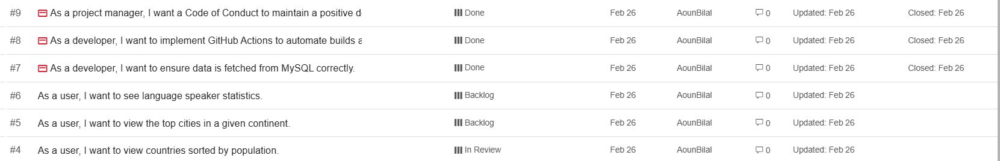 #9 As a project manager, I want a Code of Conduct to maintain a positive Done Feb 26 AounBilal 0 Updated: Feb 26 Closed: Feb 26
#8 As a developer, I want to implement GitHub Actions to automate builds Done Feb 26 AounBilal 0 Updated: Feb 26 Closed: Feb 26
#7 As a developer, I want to ensure data is fetched from MySQL correctly. Done Feb 26 AounBilal 0 Updated: Feb 26 Closed: Feb 26
#6 As a user, I want to see language speaker statistics. Backlog Feb 26 AounBilal 0 Updated: Feb 26
#5 As a user, I want to view the top cities in a given continent. Backlog Feb 26 AounBilal 0 Updated: Feb 26
#4 As a user, I want to view countries sorted by population. In Review Feb 26 AounBilal 0 Updated: Feb 26